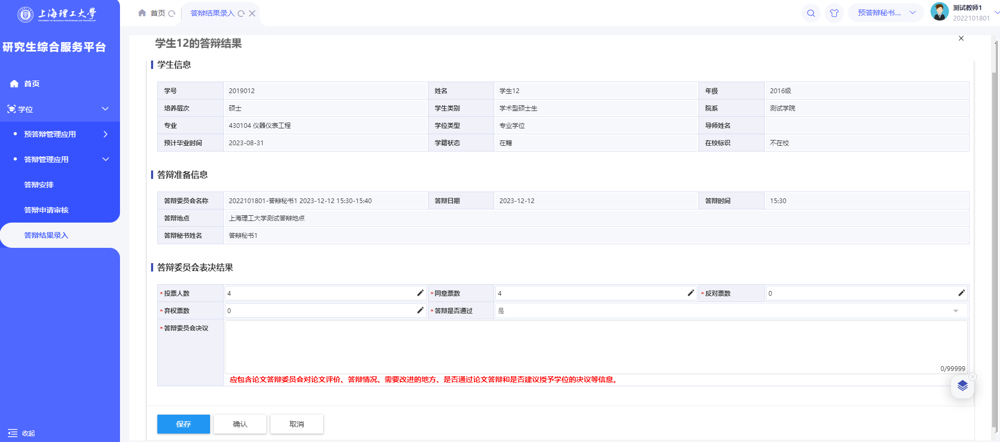 上海理工大学
UNIVERSITY OF SHANGHAI FOR SCIENCE AND TECHNOLOGY
研究生综合服务平台
首页
学位
预答辩管理应用
答辩管理应用
答辩安排
答辩申请审核
答辩结果录入
收起
首页 答辩结果录入
预答辩秘书... 测试教师1
2022101801
学生12的答辩结果
学生信息
学号 2019012 姓名 学生12 年级 2016级
培养层次 硕士 学生类别 学术型硕士生 院系 测试学院
专业 430104 仪器仪表工程 学位类型 专业学位 导师姓名
预计毕业时间 2023-08-31 学籍状态 在籍 在校标识 不在校
答辩准备信息
答辩委员会名称 2022101801-答辩秘书1 2023-12-12 15:30-15:40 答辩日期 2023-12-12 答辩时间 15:30
答辩地点 上海理工大学测试答辩地点
答辩秘书姓名 答辩秘书1
答辩委员会表决结果
*投票人数 4 *同意票数 4 *反对票数 0
*弃权票数 0 *答辩是否通过 是
*答辩委员会决议
0/99999
应包含论文答辩委员会对论文评价、答辩情况、需要改进的地方、是否通过论文答辩和是否建议授予学位的决议等信息。
保存 确认 取消